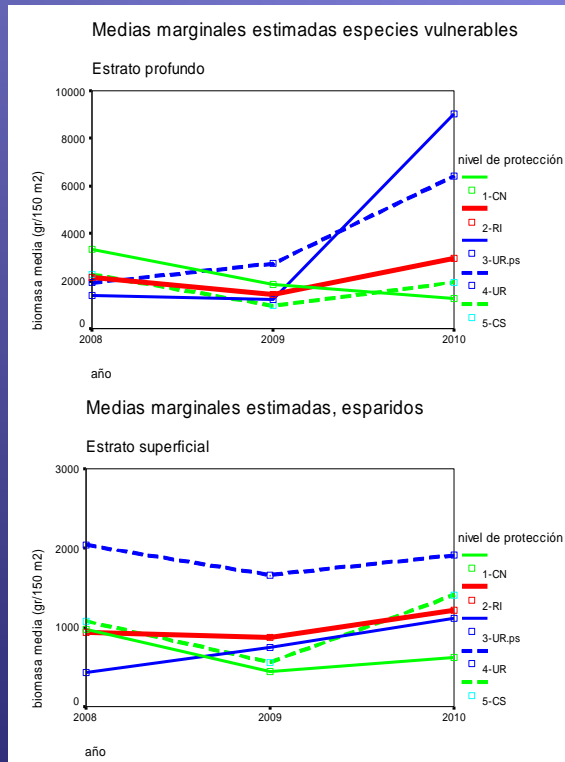 Medias marginales estimadas especies vulnerables
Estrato profundo
10000
8000
6000
4000
2000
0
biomasa media (gr/150 m2)
2008
2009
2010
año
nivel de protección
1-CN
2-RI
3-UR.ps
4-UR
5-CS
Medias marginales estimadas, esparidos
Estrato superficial
3000
2000
1000
0
biomasa media (gr/150 m2)
2008
2009
2010
año
nivel de protección
1-CN
2-RI
3-UR.ps
4-UR
5-CS